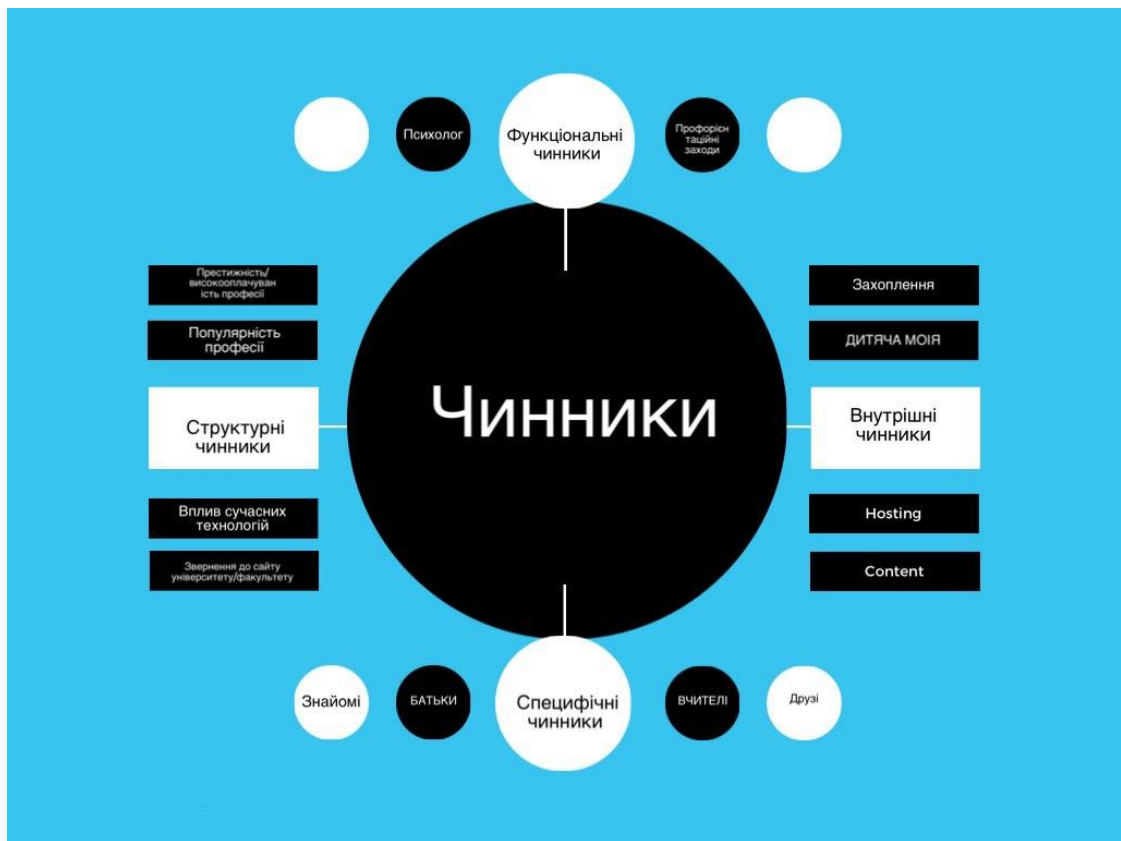 Психолог
Функціональні
чинники
Профорієн
таційні
заходи
Престижність/
високооплачуван
ість професії
Популярність
професії
Структурні
чинники
Вплив сучасних
технологій
Звернення до сайту
університету/факультету
Чинники
Захоплення
ДИТЯЧА МОІЯ
Внутрішні
чинники
Hosting
Content
Знайомі
БАТЬКИ
Специфічні
чинники
ВЧИТЕЛІ
Друзі